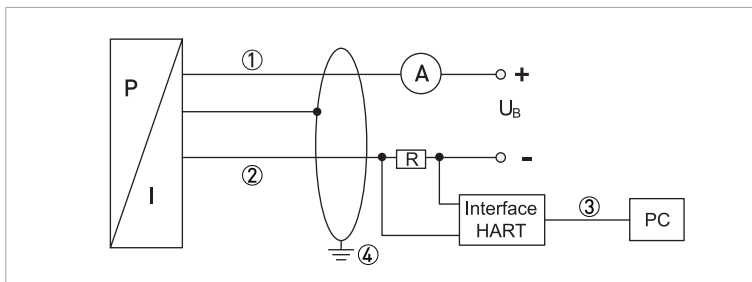 ①
A
+
P
U_B
②
R
-
I
Interface
HART
③
PC
④